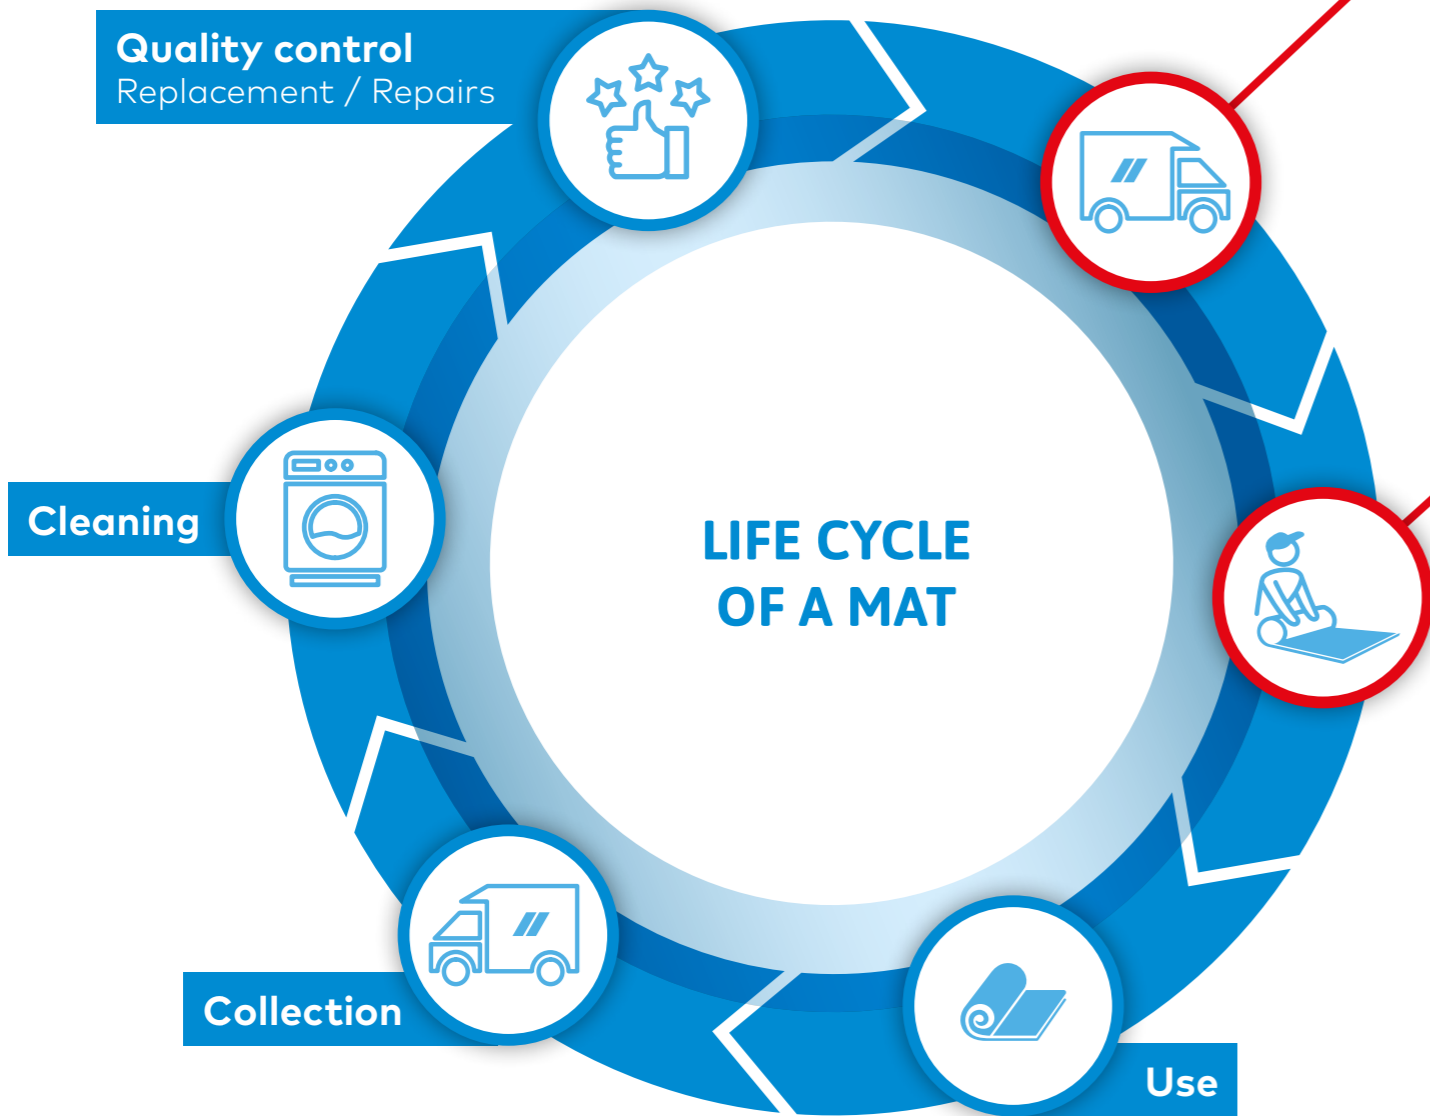 Quality control
Replacement / Repairs
Cleaning
LIFE CYCLE
OF A MAT
Collection
Use